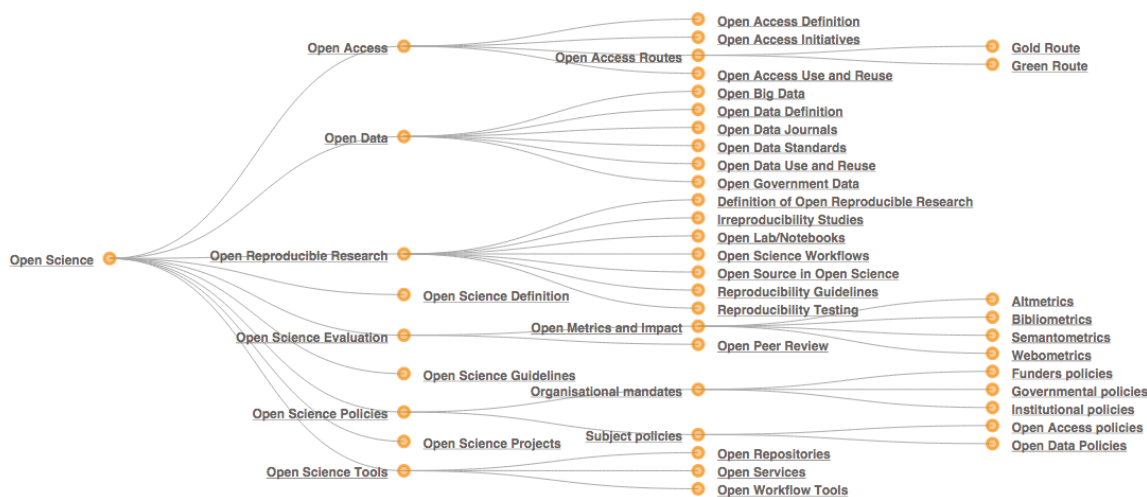 Open Science
Open Access
Open Access Definition
Open Access Initiatives
Open Access Routes
Gold Route
Green Route
Open Access Use and Reuse
Open Data
Open Big Data
Open Data Definition
Open Data Journals
Open Data Standards
Open Data Use and Reuse
Open Government Data
Open Reproducible Research
Definition of Open Reproducible Research
Irreproducibility Studies
Open Lab/Notebooks
Open Science Workflows
Open Source in Open Science
Reproducibility Guidelines
Reproducibility Testing
Open Science Definition
Open Science Evaluation
Open Metrics and Impact
Altmetrics
Bibliometrics
Semantometrics
Webometrics
Open Peer Review
Open Science Guidelines
Open Science Policies
Organisational mandates
Funders policies
Governmental policies
Institutional policies
Subject policies
Open Access policies
Open Data Policies
Open Science Projects
Open Science Tools
Open Repositories
Open Services
Open Workflow Tools